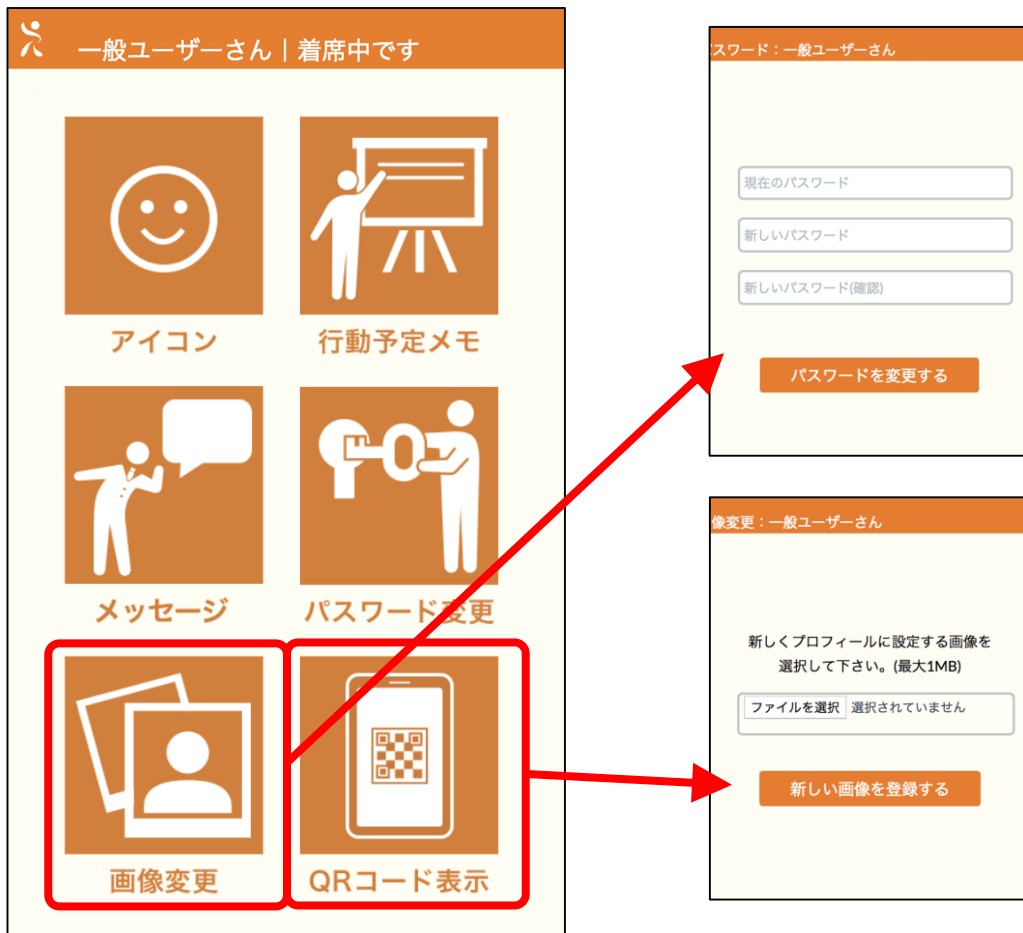 一般ユーザーさん｜着席中です
アイコン
行動予定メモ
メッセージ
パスワード変更
画像変更
QRコード表示
スワード：一般ユーザーさん
現在のパスワード
新しいパスワード
新しいパスワード(確認)
パスワードを変更する
像変更：一般ユーザーさん
新しくプロフィールに設定する画像を
選択して下さい。(最大1MB)
ファイルを選択 選択されていません
新しい画像を登録する